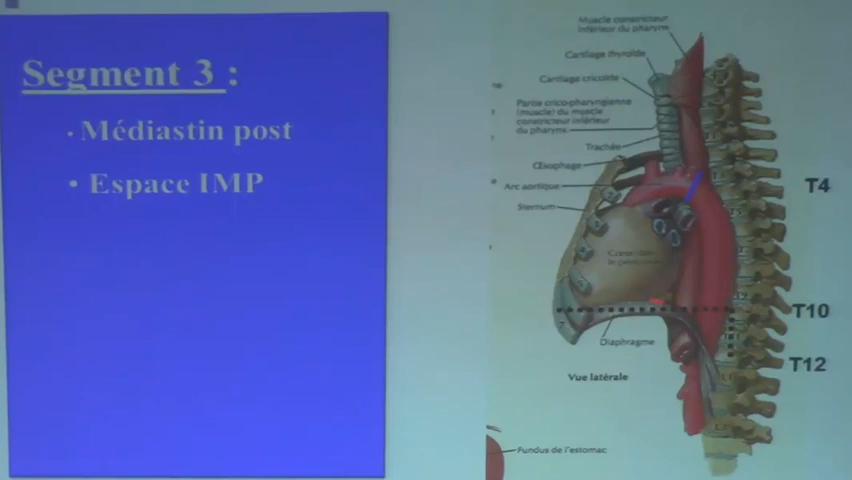 Segment 3 :
• Médiastin post
• Espace IMP
Muscle constricteur
inférieur du pharynx
Cartilage thyroïde
Cartilage cricoïde
Partie crico-pharyngienne
(muscle) du muscle
constricteur inférieur
du pharynx
Trachée
Œsophage
Arc aortique
Sternum
T4
T10
Diaphragme
T12
Vue latérale
Fundus de l'estomac